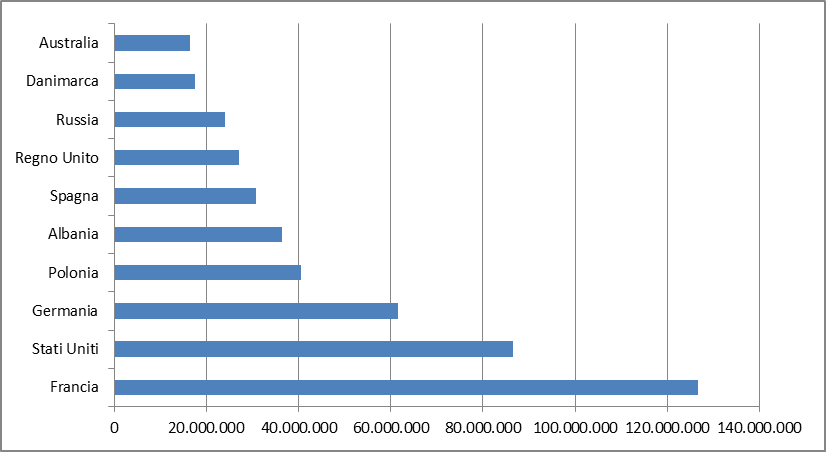 Australia
Danimarca
Russia
Regno Unito
Spagna
Albania
Polonia
Germania
Stati Uniti
Francia
0 20.000.000 40.000.000 60.000.000 80.000.000 100.000.000 120.000.000 140.000.000